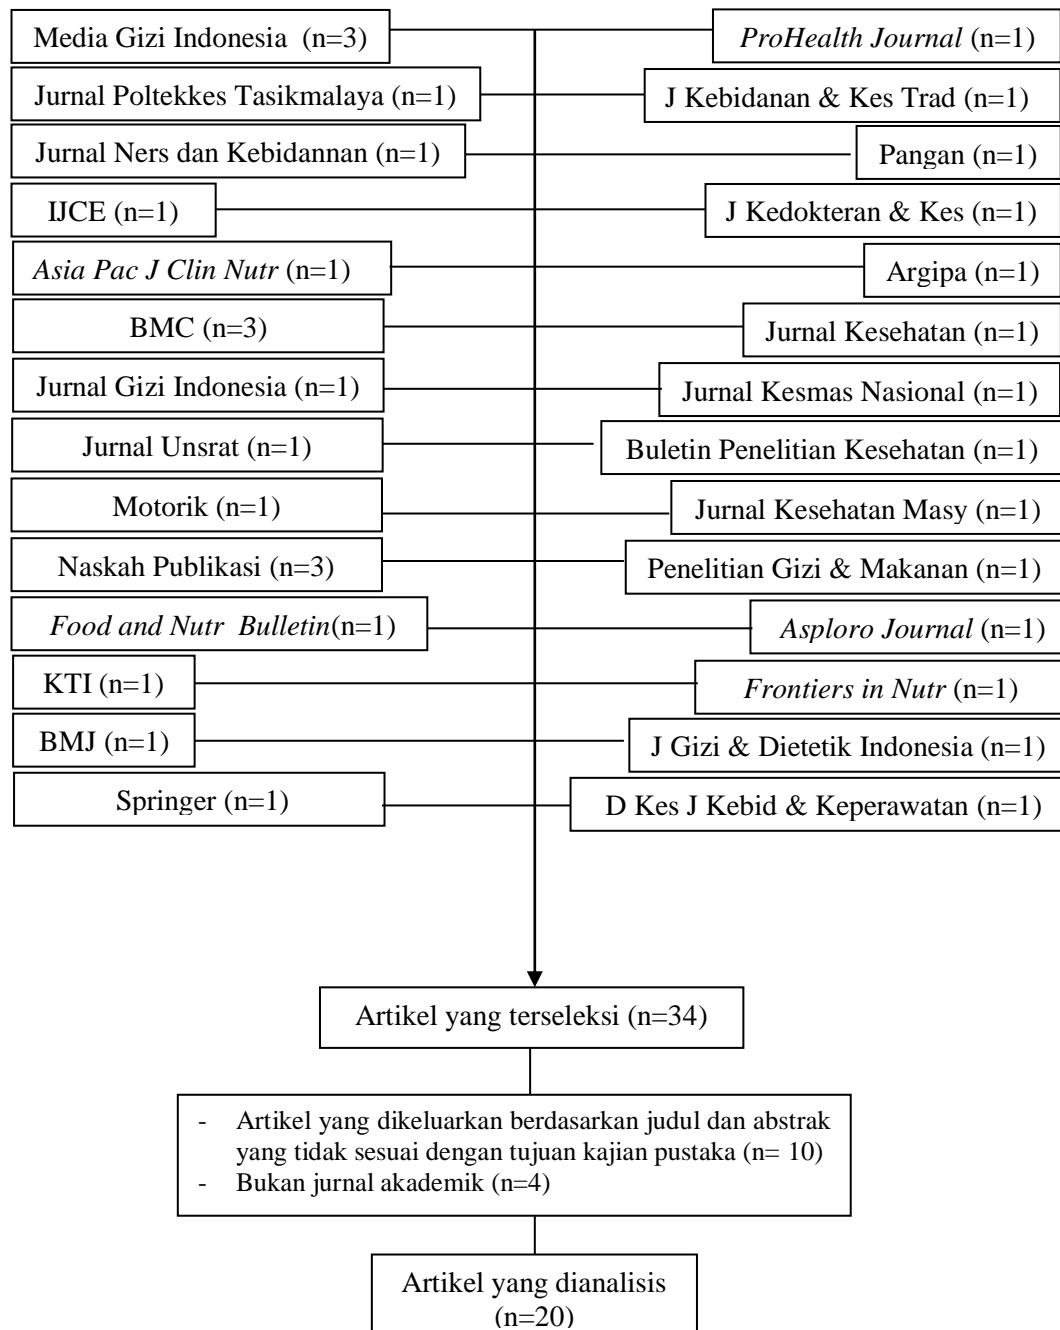 Media Gizi Indonesia  (n=3)
ProHealth Journal (n=1)
Jurnal Poltekkes Tasikmalaya (n=1)
J Kebidanan & Kes Trad (n=1)
Jurnal Ners dan Kebidannan (n=1)
Pangan (n=1)
IJCE (n=1)
J Kedokteran & Kes (n=1)
Asia Pac J Clin Nutr (n=1)
Argipa (n=1)
BMC (n=3)
Jurnal Kesehatan (n=1)
Jurnal Gizi Indonesia (n=1)
Jurnal Kesmas Nasional (n=1)
Jurnal Unsrat (n=1)
Buletin Penelitian Kesehatan (n=1)
Motorik (n=1)
Jurnal Kesehatan Masy (n=1)
Naskah Publikasi (n=3)
Penelitian Gizi & Makanan (n=1)
Food and Nutr  Bulletin(n=1)
Asploro Journal (n=1)
KTI (n=1)
Frontiers in Nutr (n=1)
BMJ (n=1)
J Gizi & Dietetik Indonesia (n=1)
Springer (n=1)
D Kes J Kebid & Keperawatan (n=1)
Artikel yang terseleksi (n=34)
- Artikel yang dikeluarkan berdasarkan judul dan abstrak
yang tidak sesuai dengan tujuan kajian pustaka (n= 10)
- Bukan jurnal akademik (n=4)
Artikel yang dianalisis
(n=20)